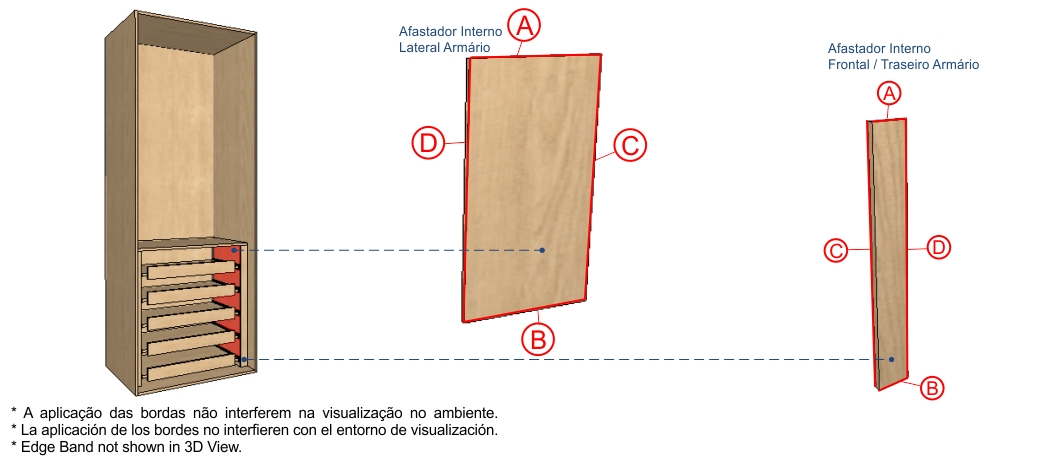 Afastador Interno
Lateral Armário
A
D
C
B
Afastador Interno
Frontal / Traseiro Armário
A
C
D
B
* A aplicação das bordas não interferem na visualização no ambiente.
* La aplicación de los bordes no interfieren con el entorno de visualización.
* Edge Band not shown in 3D View.